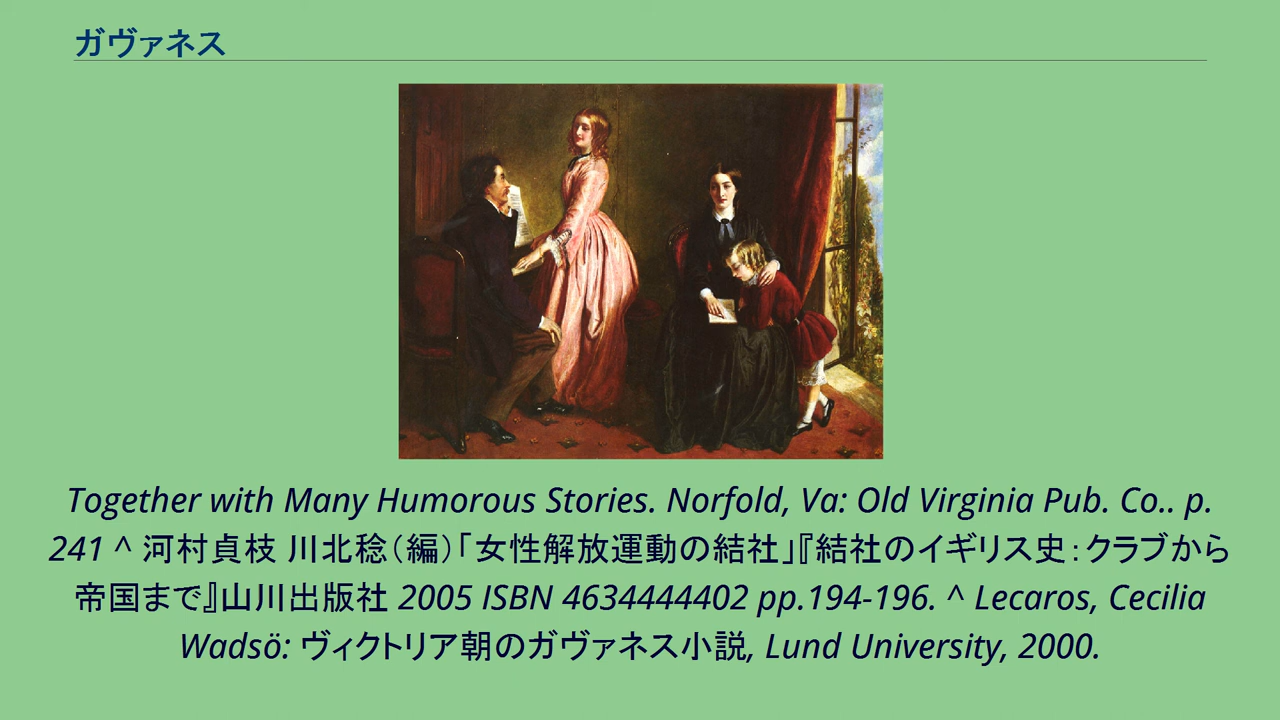 ガヴァネス
Together with Many Humorous Stories. Norfold, Va: Old Virginia Pub. Co.. p.
241 ^ 河村貞枝 川北稔（編）「女性解放運動の結社」『結社のイギリス史：クラブから
帝国まで』山川出版社 2005 ISBN 4634444402 pp.194-196. ^ Lecaros, Cecilia
Wadsö: ヴィクトリア朝のガヴァネス小説, Lund University, 2000.